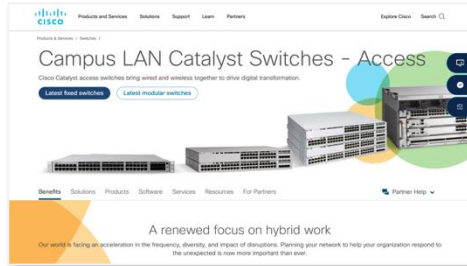 CISCO
Products and Services Solutions Support Learn Partners
Explore Cisco Search
Products & Services / Switches /
Campus LAN Catalyst Switches - Access
Cisco Catalyst access switches bring wired and wireless together to drive digital transformation.
Latest fixed switches Latest modular switches
Benefits Solutions Products Software Services Resources For Partners
Partner Help
A renewed focus on hybrid work
Our world is facing an acceleration in the frequency, diversity, and impact of disruptions. Planning your network to help your organization respond to
the unexpected is now more important than ever.